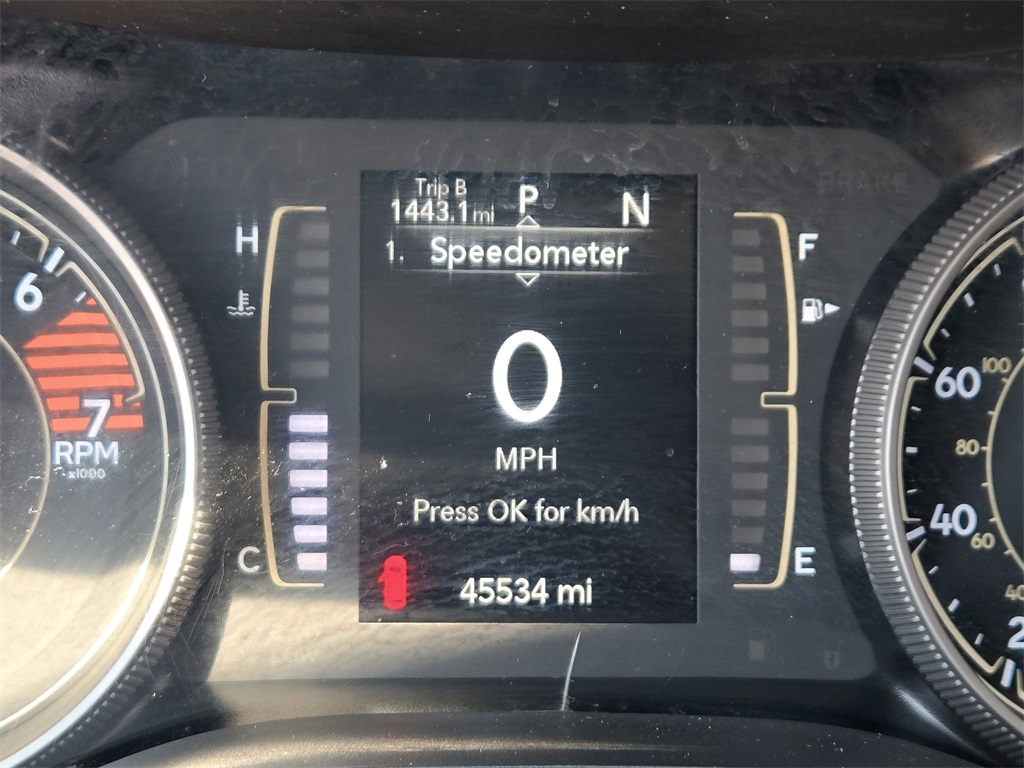 Trip B
1443.1 mi
P
N
1. Speedometer
0
MPH
Press OK for km/h
45534 mi
H
C
F
E
BRAKE
6
7
RPM
x1000
60
40
100
80
60